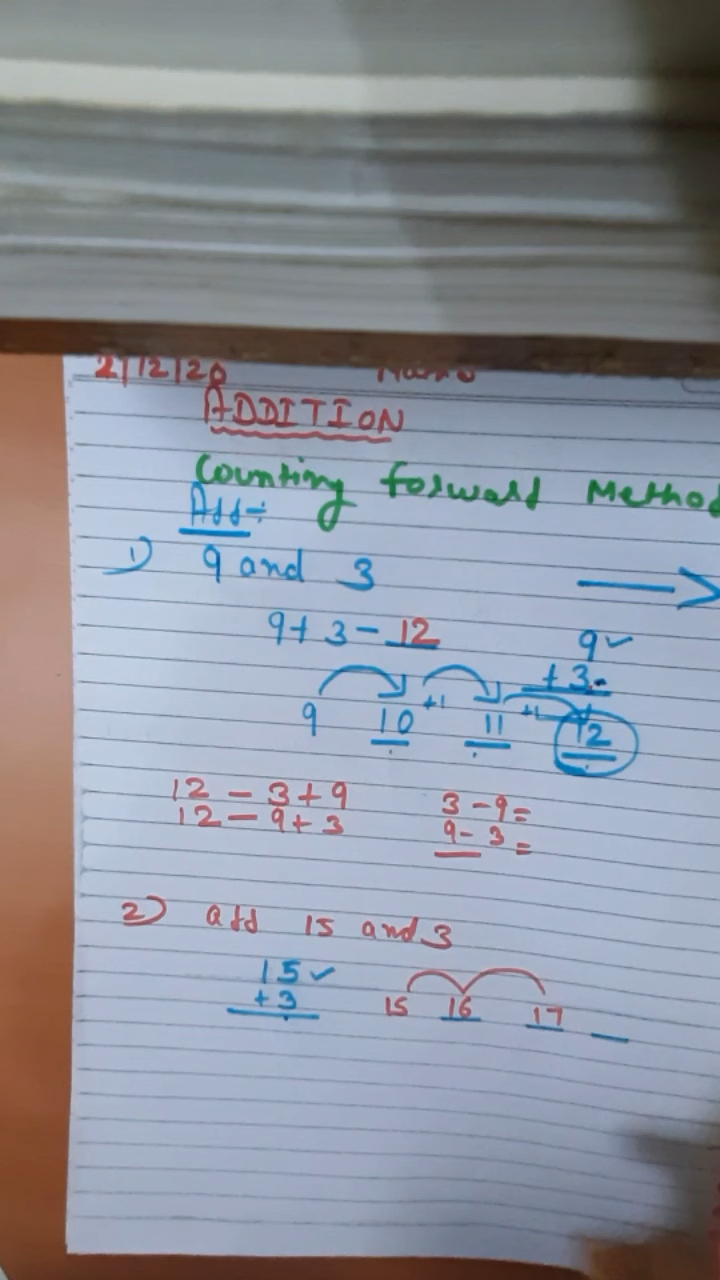 2/12/20
ADDITION
Counting forward Method
Add÷
1) 9 and 3
9+ 3 - 12
9✓
+3
9 10 +1 11 +1 12
12 - 3+9
12 - 9+3
3 -9=
9- 3 =
2) add 15 and 3
15✓
+3
15 16 17